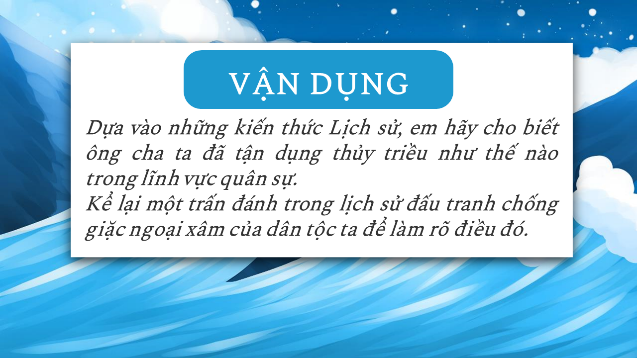 VẬN DỤNG
Dựa vào những kiến thức Lịch sử, em hãy cho biết
ông cha ta đã tận dụng thủy triều như thế nào
trong lĩnh vực quân sự.
Kể lại một trấn đánh trong lịch sử đấu tranh chống
giặc ngoại xâm của dân tộc ta để làm rõ điều đó.